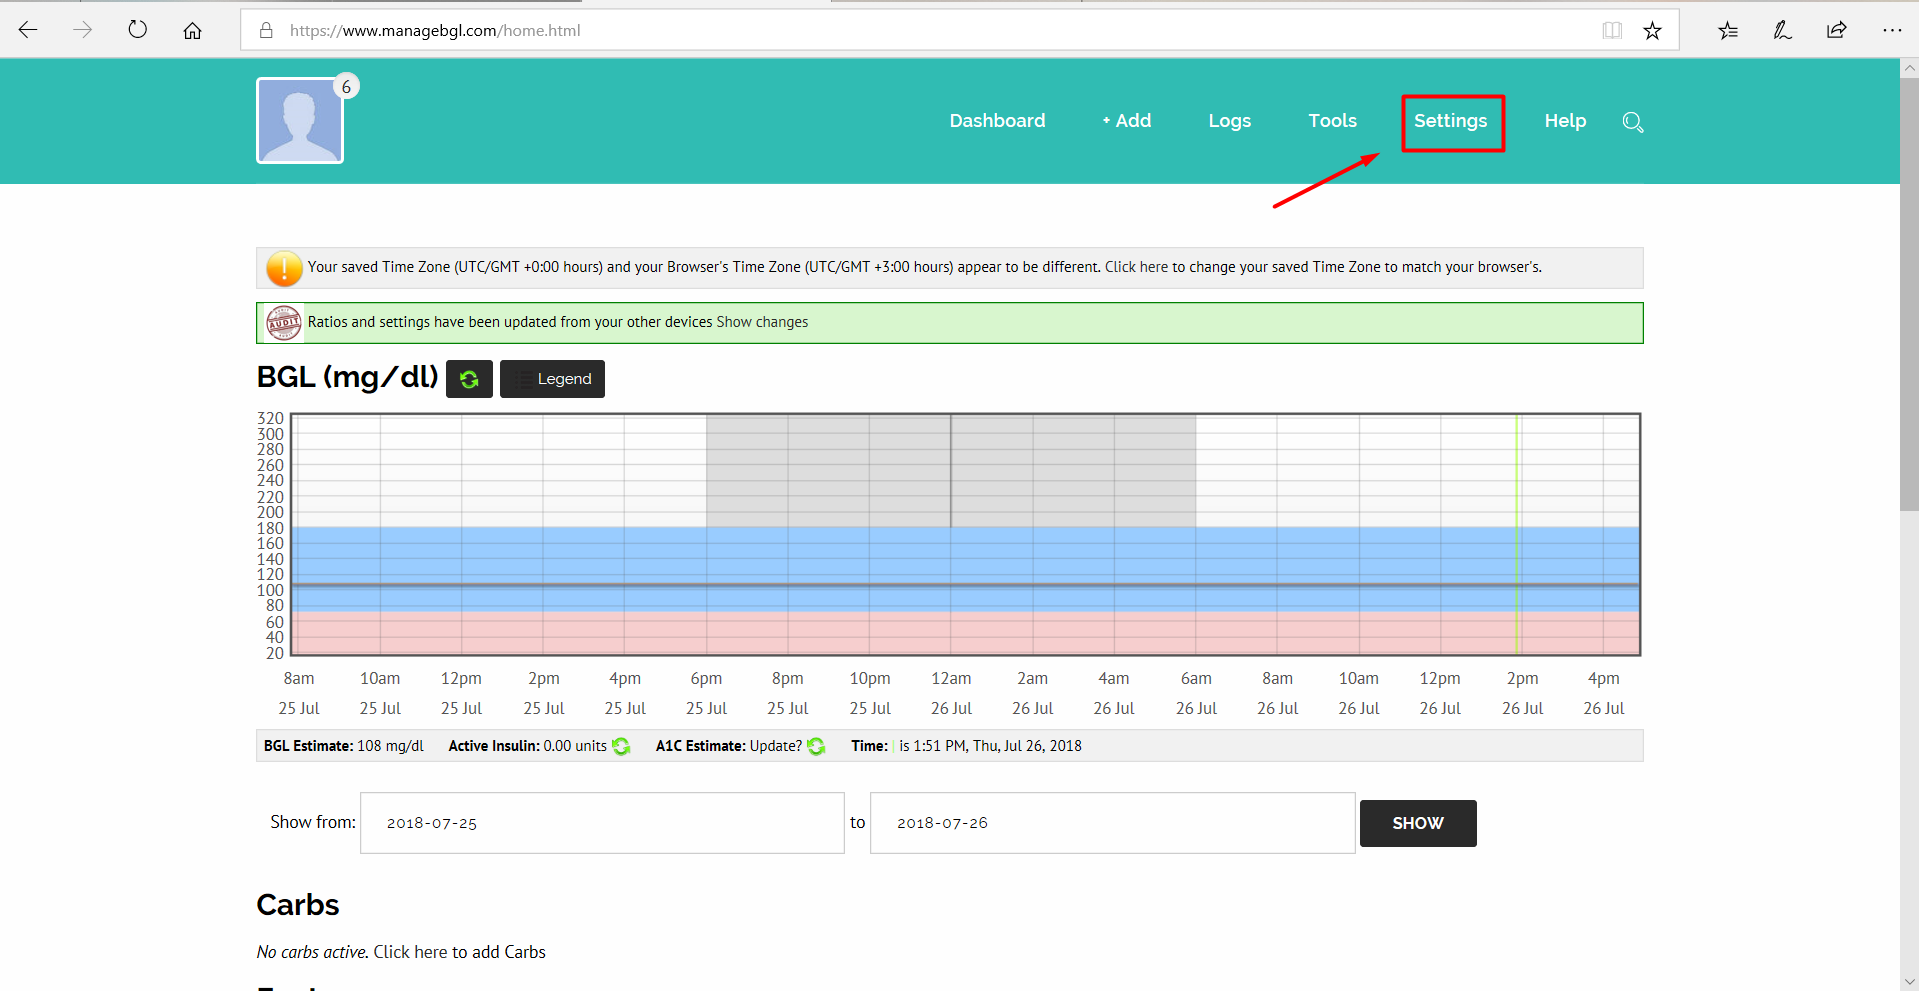 https://www.managebgl.com/home.html
6
Dashboard + Add Logs Tools Settings Help
! Your saved Time Zone (UTC/GMT +0:00 hours) and your Browser's Time Zone (UTC/GMT +3:00 hours) appear to be different. Click here to change your saved Time Zone to match your browser's.
AUDIT Ratios and settings have been updated from your other devices Show changes
BGL (mg/dl) Legend
320
300
280
260
240
220
200
180
160
140
120
100
80
60
40
20
8am 10am 12pm 2pm 4pm 6pm 8pm 10pm 12am 2am 4am 6am 8am 10am 12pm 2pm 4pm
25 Jul 25 Jul 25 Jul 25 Jul 25 Jul 25 Jul 25 Jul 25 Jul 26 Jul 26 Jul 26 Jul 26 Jul 26 Jul 26 Jul 26 Jul 26 Jul 26 Jul
BGL Estimate: 108 mg/dl Active Insulin: 0.00 units A1C Estimate: Update? Time: | is 1:51 PM, Thu, Jul 26, 2018
Show from: 2018-07-25 to 2018-07-26 SHOW
Carbs
No carbs active. Click here to add Carbs